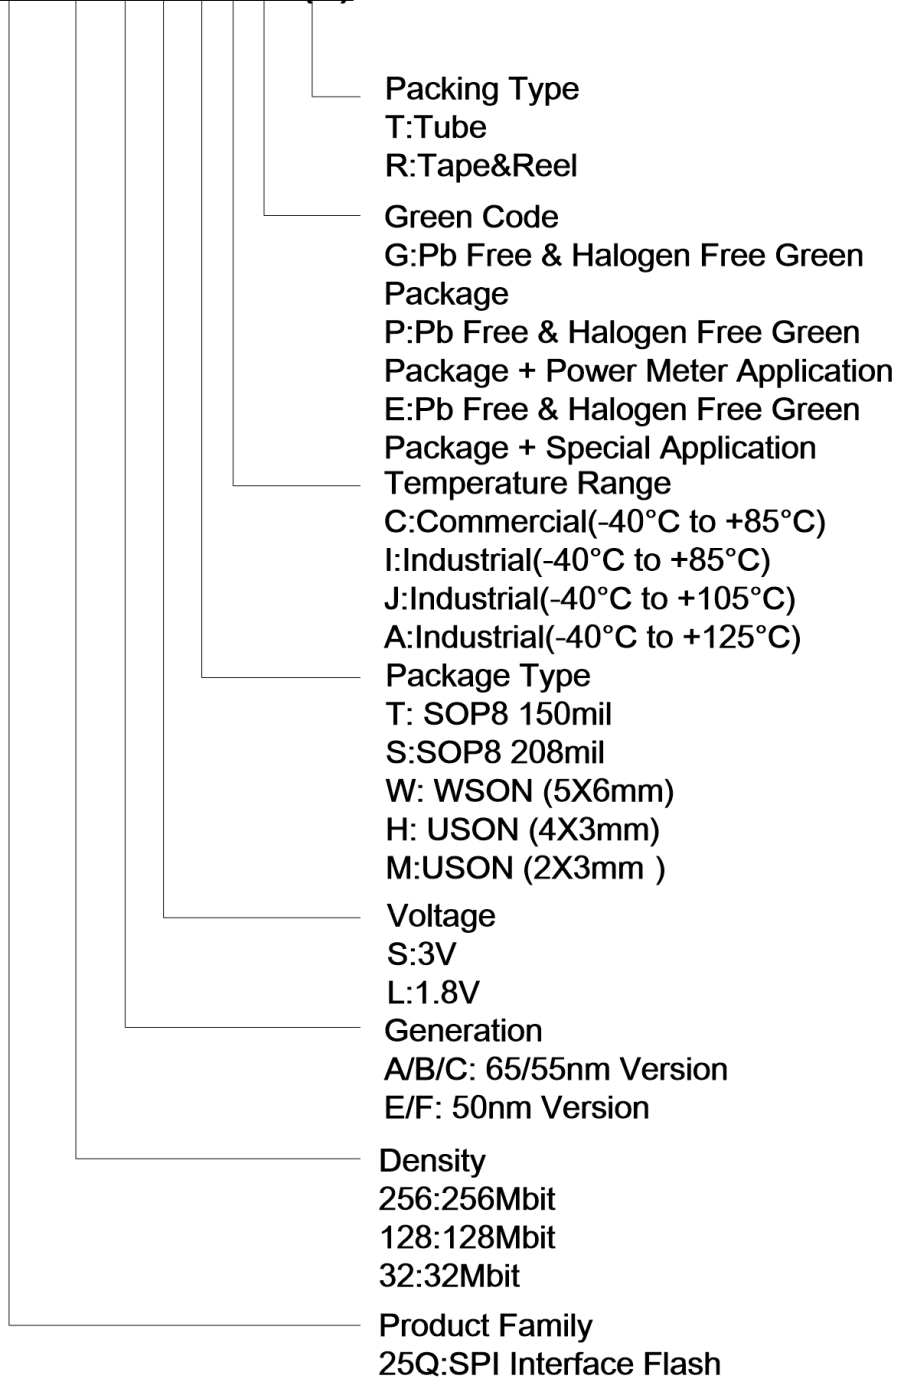 Packing Type
T:Tube
R:Tape&Reel
Green Code
G:Pb Free & Halogen Free Green
Package
P:Pb Free & Halogen Free Green
Package + Power Meter Application
E:Pb Free & Halogen Free Green
Package + Special Application
Temperature Range
C:Commercial(-40°C to +85°C)
I:Industrial(-40°C to +85°C)
J:Industrial(-40°C to +105°C)
A:Industrial(-40°C to +125°C)
Package Type
T: SOP8 150mil
S:SOP8 208mil
W: WSON (5X6mm)
H: USON (4X3mm)
M:USON (2X3mm )
Voltage
S:3V
L:1.8V
Generation
A/B/C: 65/55nm Version
E/F: 50nm Version
Density
256:256Mbit
128:128Mbit
32:32Mbit
Product Family
25Q:SPI Interface Flash